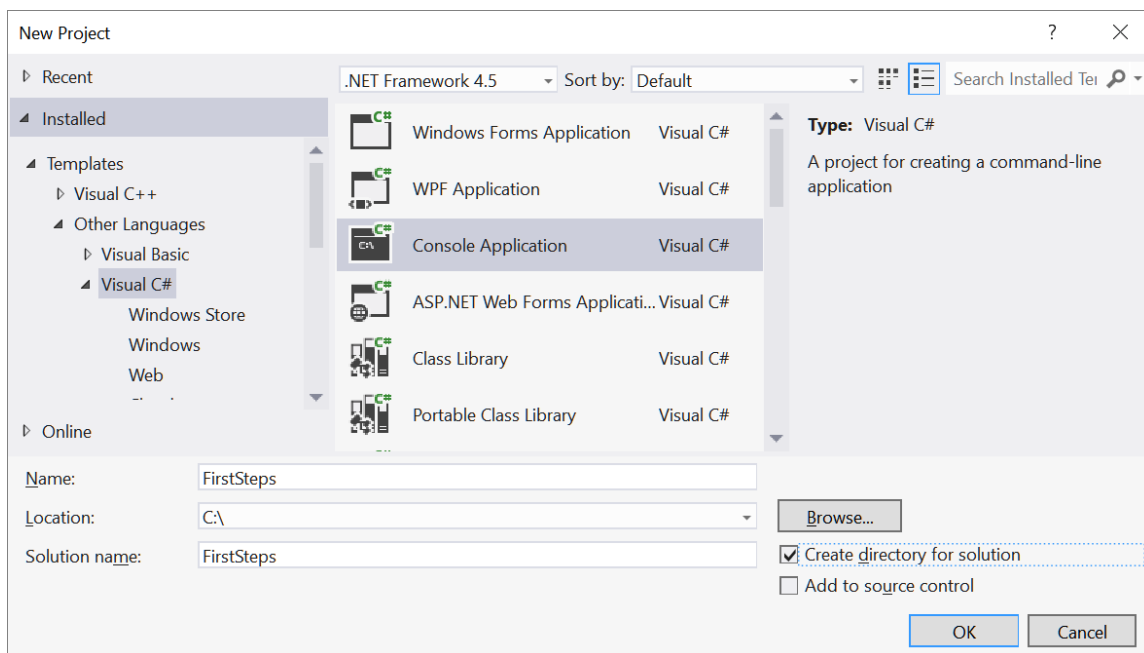 New Project
?
Recent
.NET Framework 4.5
Sort by:
Default
Search Installed Te
Installed
Templates
Visual C++
Other Languages
Visual Basic
Visual C#
Windows Store
Windows
Web
Online
C# Windows Forms Application Visual C#
C# WPF Application Visual C#
C# C:\ Console Application Visual C#
C# ASP.NET Web Forms Applicati... Visual C#
C# Class Library Visual C#
C# Portable Class Library Visual C#
Type: Visual C#
A project for creating a command-line
application
Name: FirstSteps
Location: C:\
Browse...
Solution name: FirstSteps
Create directory for solution
Add to source control
OK
Cancel